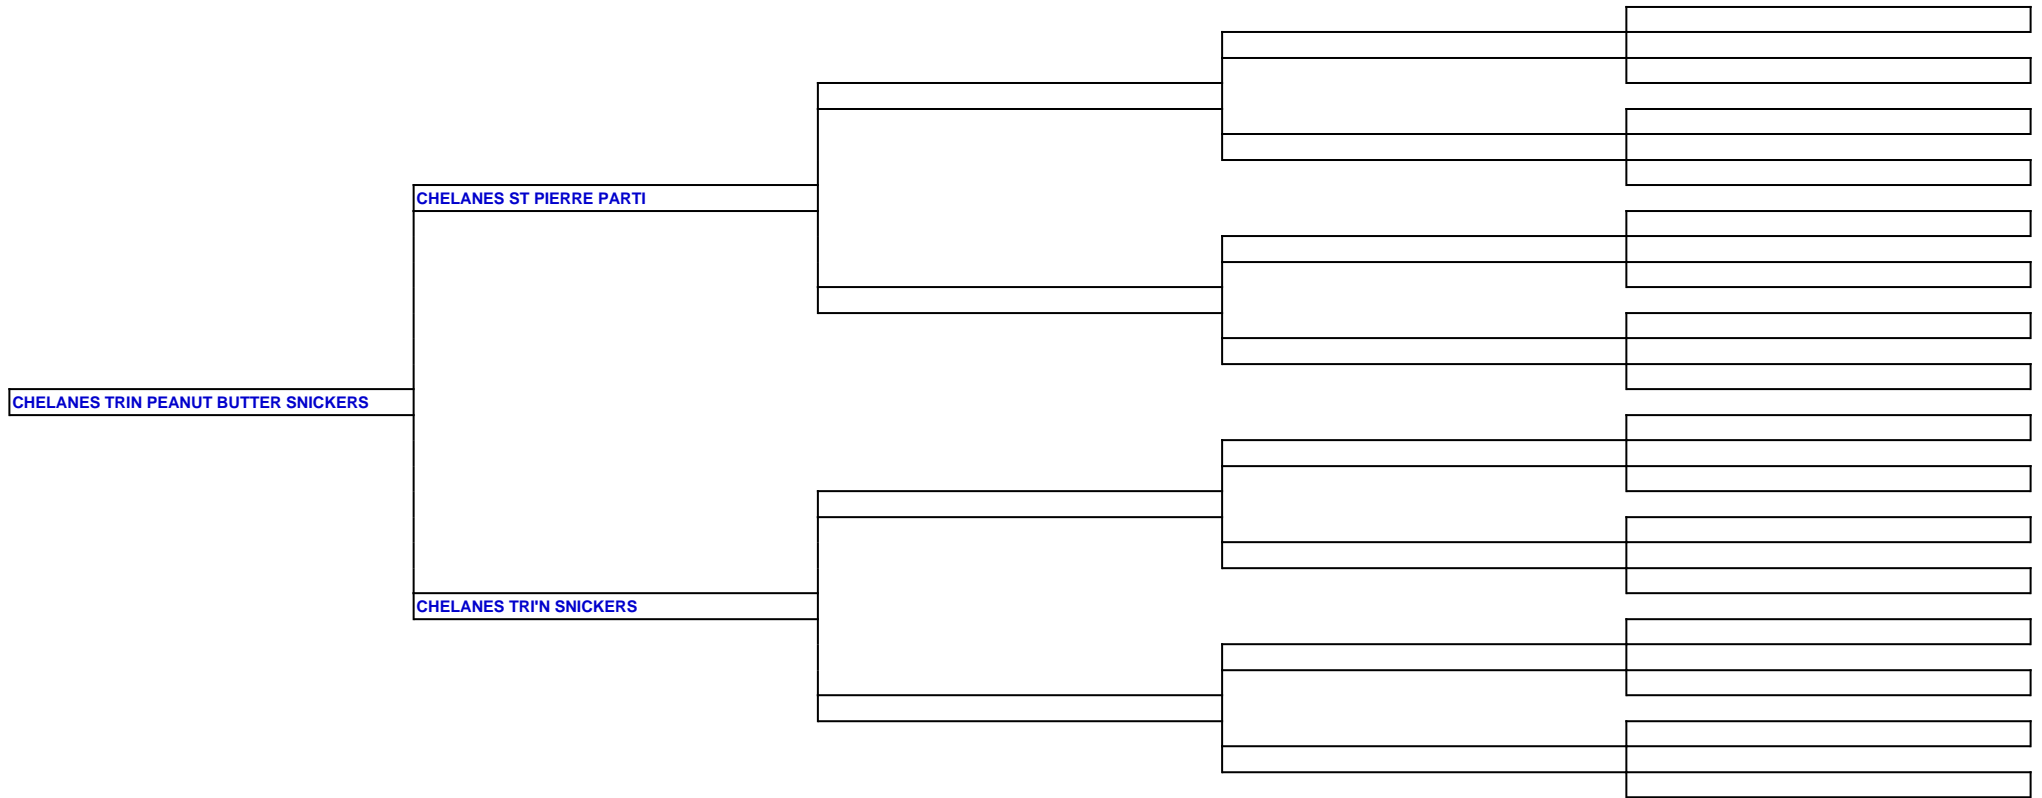 CHELANES ST PIERRE PARTI
CHELANES TRIN PEANUT BUTTER SNICKERS
CHELANES TRI'N SNICKERS